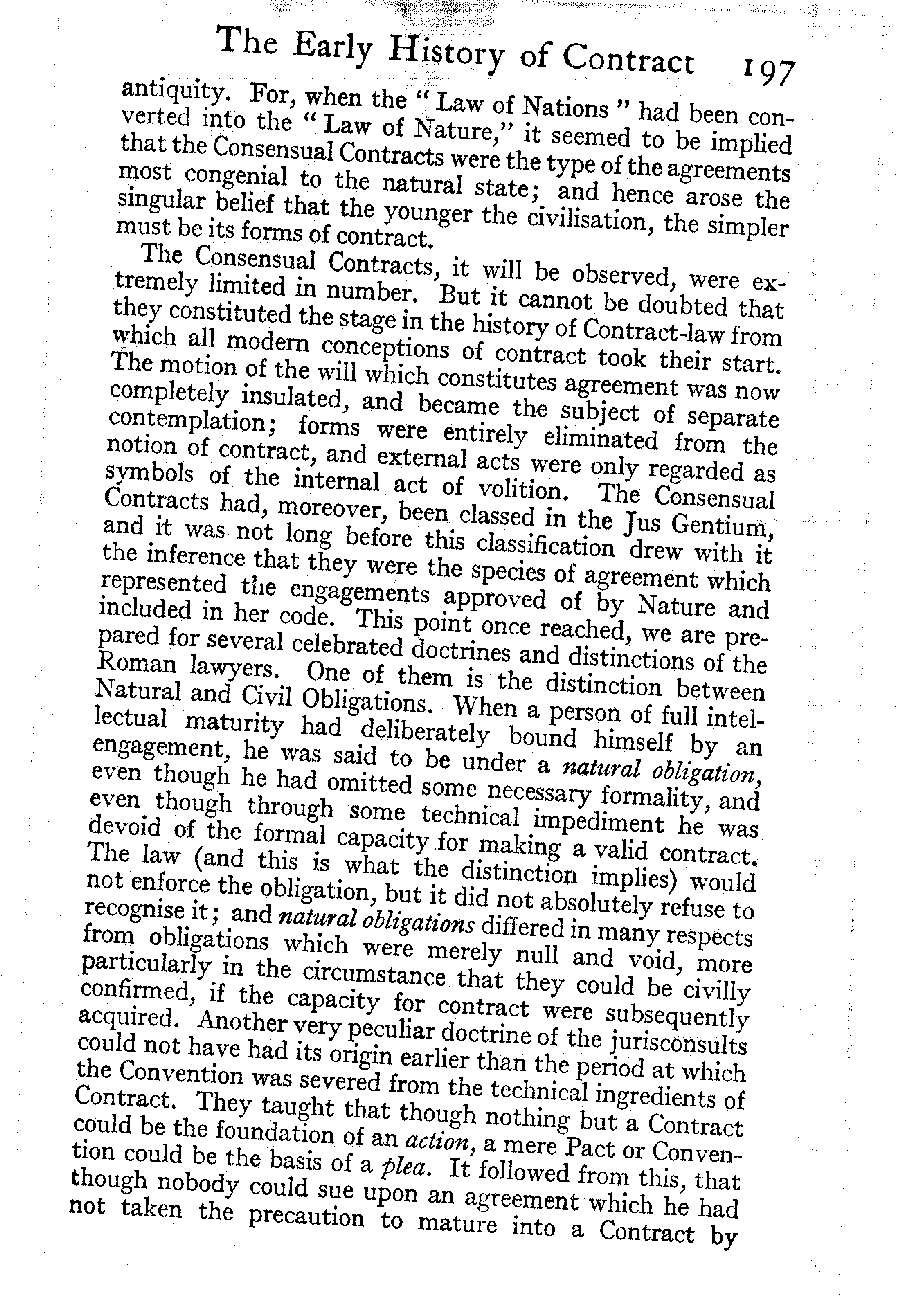 The Early History of Contract 197
antiquity. For, when the “ Law of Nations ” had been con-
verted into the “ Law of Nature,” it seemed to be implied
that the Consensual Contracts were the type of the agreements
most congenial to the natural state; and hence arose the
singular belief that the younger the civilisation, the simpler
must be its forms of contract.
The Consensual Contracts, it will be observed, were ex-
tremely limited in number. But it cannot be doubted that
they constituted the stage in the history of Contract-law from
which all modern conceptions of contract took their start.
The motion of the will which constitutes agreement was now
completely insulated, and became the subject of separate
contemplation; forms were entirely eliminated from the
notion of contract, and external acts were only regarded as
symbols of the internal act of volition. The Consensual
Contracts had, moreover, been classed in the Jus Gentium,
and it was not long before this classification drew with it
the inference that they were the species of agreement which
represented the engagements approved of by Nature and
included in her code. This point once reached, we are pre-
pared for several celebrated doctrines and distinctions of the
Roman lawyers. One of them is the distinction between
Natural and Civil Obligations. When a person of full intel-
lectual maturity had deliberately bound himself by an
engagement, he was said to be under a natural obligation,
even though he had omitted some necessary formality, and
even though through some technical impediment he was
devoid of the formal capacity for making a valid contract.
The law (and this is what the distinction implies) would
not enforce the obligation, but it did not absolutely refuse to
recognise it; and natural obligations differed in many respects
from obligations which were merely null and void, more
particularly in the circumstance that they could be civilly
confirmed, if the capacity for contract were subsequently
acquired. Another very peculiar doctrine of the jurisconsults
could not have had its origin earlier than the period at which
the Convention was severed from the technical ingredients of
Contract. They taught that though nothing but a Contract
could be the foundation of an action, a mere Pact or Conven-
tion could be the basis of a plea. It followed from this, that
though nobody could sue upon an agreement which he had
not taken the precaution to mature into a Contract by